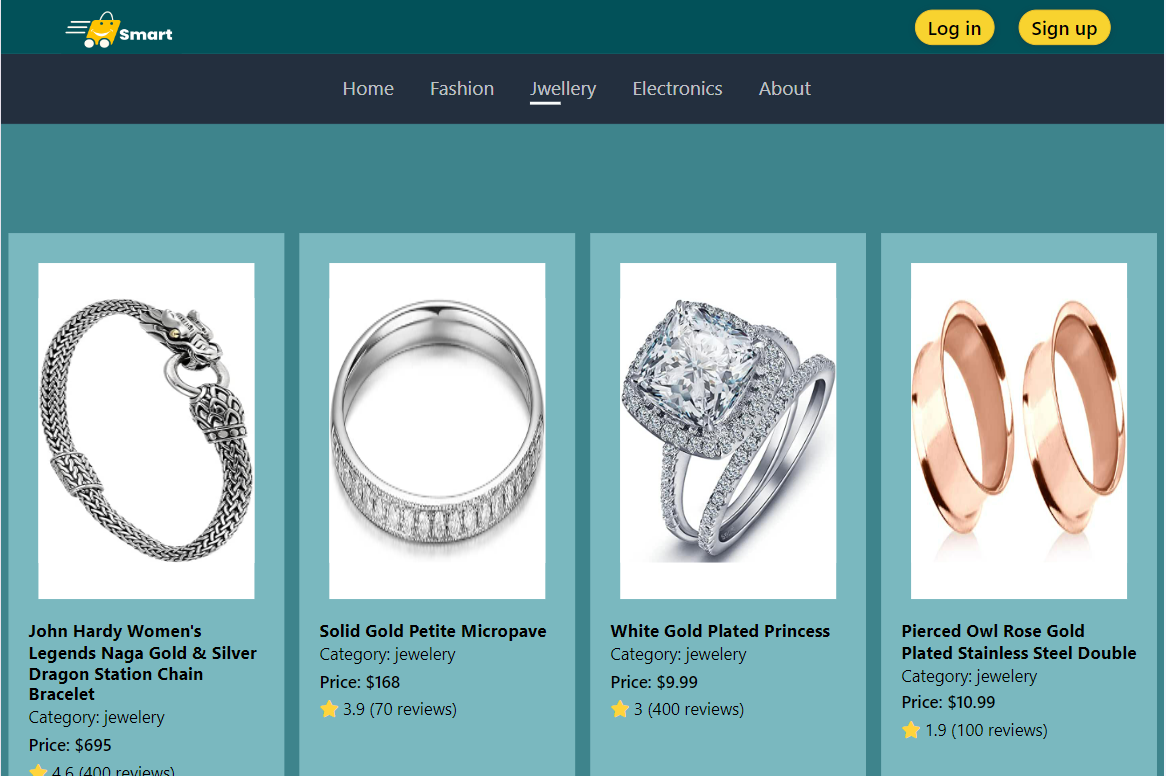 Smart
Log in
Sign up
Home
Fashion
Jwellery
Electronics
About
John Hardy Women's
Legends Naga Gold & Silver
Dragon Station Chain
Bracelet
Category: jewelery
Price: $695
4.6 (400 reviews)
Solid Gold Petite Micropave
Category: jewelery
Price: $168
3.9 (70 reviews)
White Gold Plated Princess
Category: jewelery
Price: $9.99
3 (400 reviews)
Pierced Owl Rose Gold
Plated Stainless Steel Double
Category: jewelery
Price: $10.99
1.9 (100 reviews)